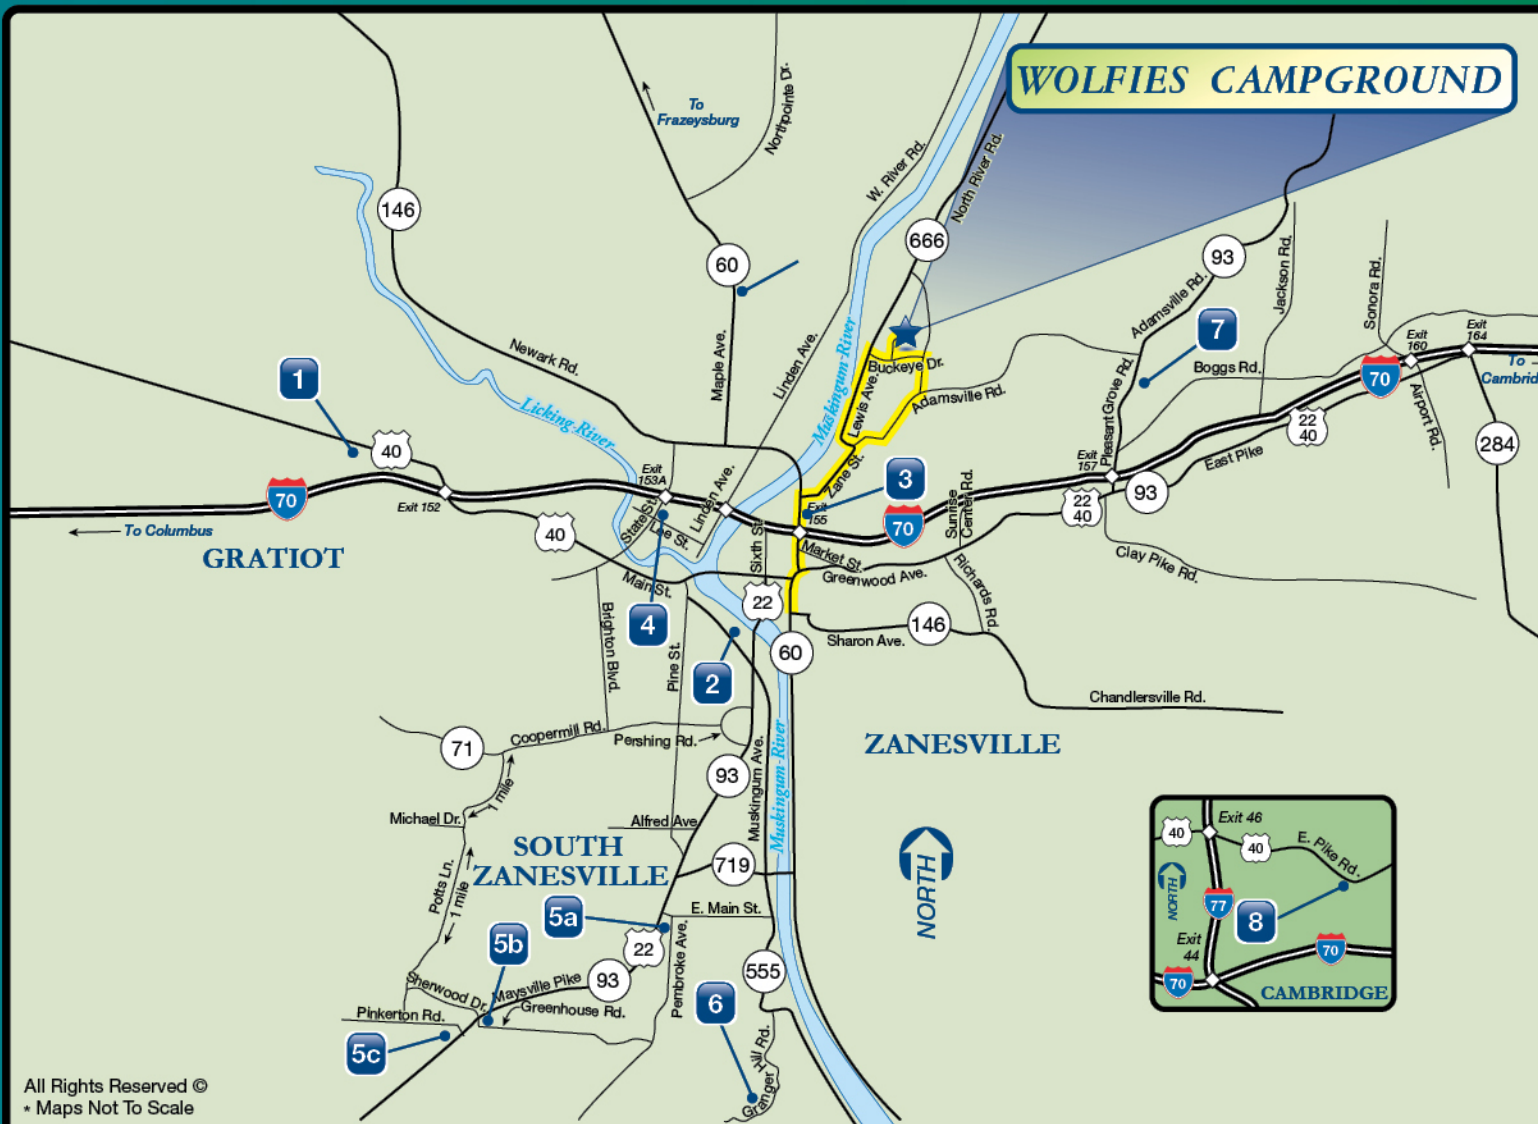 WOLFIES CAMPGROUND
To
Frazeysburg
Northpointe Dr.
W. River Rd.
North River Rd.
146
60
666
93
Adamsville Rd.
Jackson Rd.
Sonora Rd.
Exit
160
Exit
164
To
Cambrid
7
Newark Rd.
Maple Ave.
Linden Ave.
Muskingum River
Buckeye Dr.
Lewis Ave.
Adamsville Rd.
Pleasant Grove Rd.
Boggs Rd.
70
Airport Rd.
1
Licking River
22
40
284
40
Exit
153A
Linden Ave.
Zane St.
3
Exit
157
East Pike
70
Exit 152
To Columbus
GRATIOT
40
State St.
Lee St.
Sixth St.
Exit
155
70
Sunrise
Center Rd.
22
40
93
Market St.
Greenwood Ave.
Richards Rd.
Clay Pike Rd.
Main St.
22
4
Brighton Blvd.
Pine St.
2
60
Sharon Ave.
146
Chandlersville Rd.
71
Coopermill Rd.
Pershing Rd.
ZANESVILLE
1 mile
93
Muskingum Ave.
Muskingum River
Michael Dr.
Alfred Ave.
SOUTH
ZANESVILLE
719
Potts Ln.
1 mile
5a
E. Main St.
NORTH
5b
22
Pembroke Ave.
555
Sherwood Dr.
Maysville Pike
93
Greenhouse Rd.
Pinkerton Rd.
5c
6
Granger Hill Rd.
40
Exit 46
40
E. Pike Rd.
NORTH
77
8
Exit
44
70
70
CAMBRIDGE
All Rights Reserved ©
* Maps Not To Scale